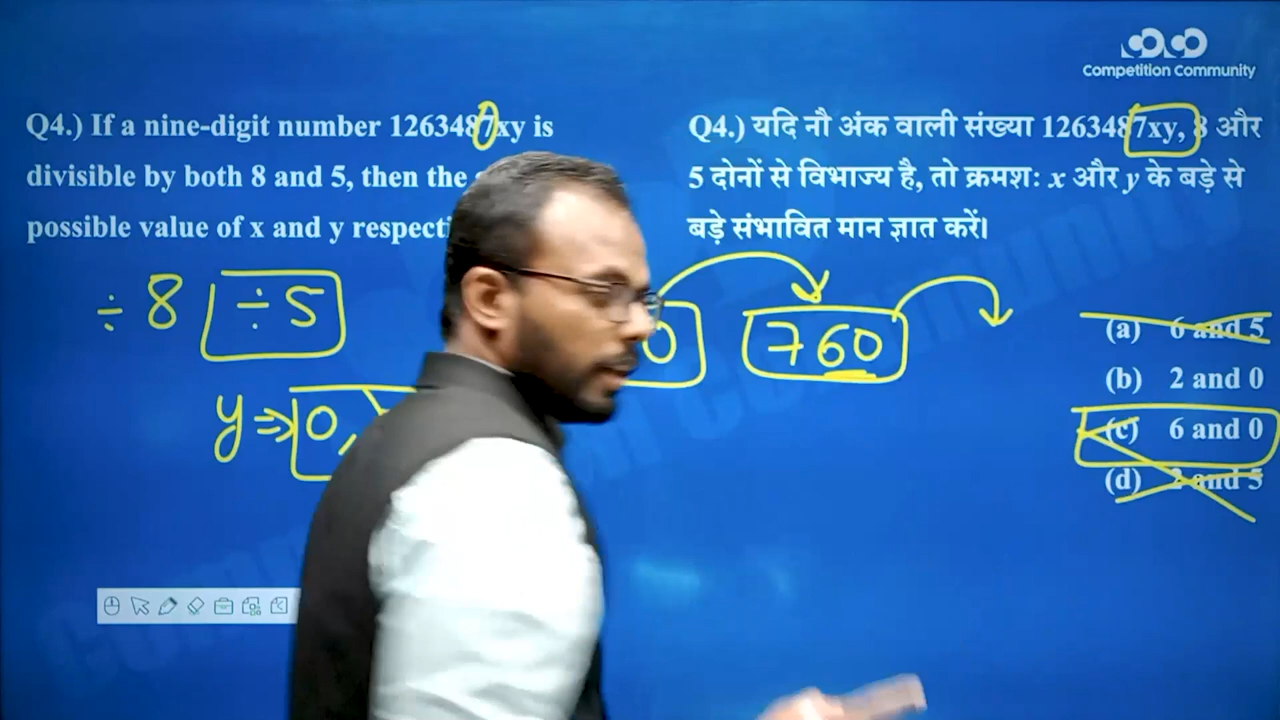 Competition Community
Q4.) If a nine-digit number 1263487xy is
divisible by both 8 and 5, then the
possible value of x and y
Q4.) यदि नौ अंक वाली संख्या 1263487xy, 8 और
5 दोनों से विभाज्य है, तो क्रमशः x और y के बड़े से
बड़े संभावित मान ज्ञात करें।
÷ 8 ÷ 5
y ⇒ 0,
0
760
(a) 6 and 5
(b) 2 and 0
(c) 6 and 0
(d) 2 and 5